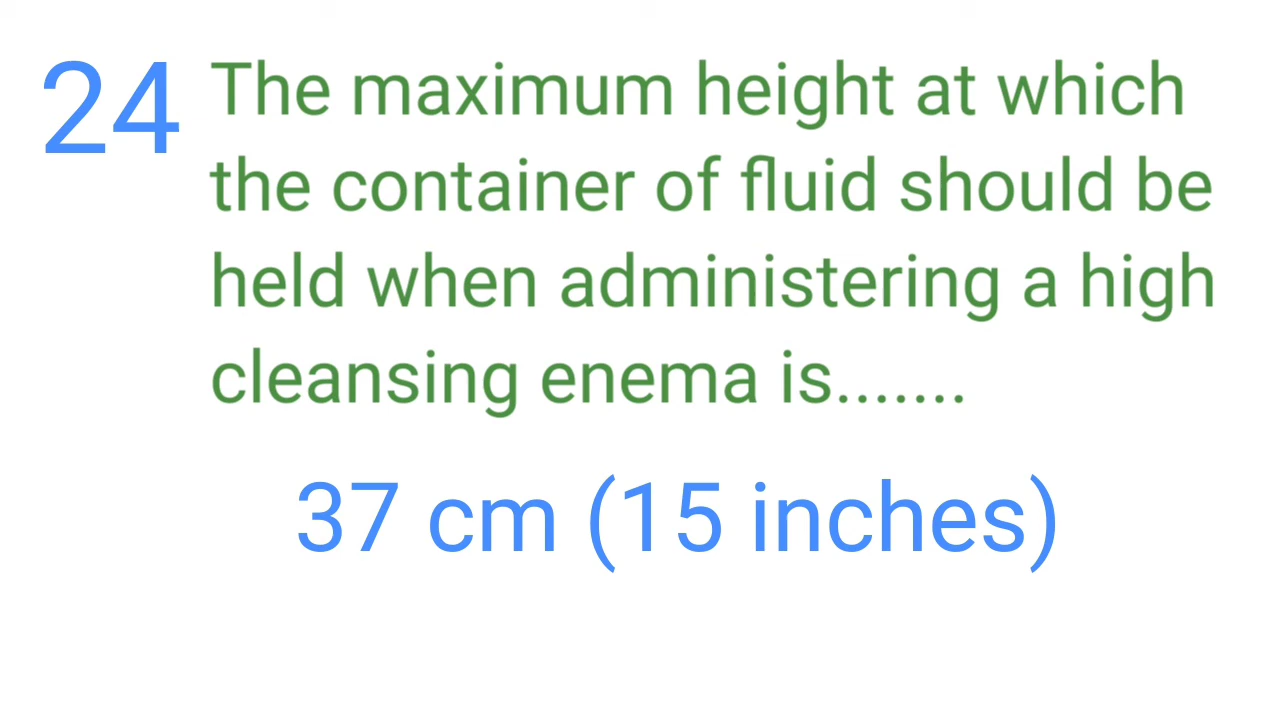 24 The maximum height at which
the container of fluid should be
held when administering a high
cleansing enema is.......
37 cm (15 inches)